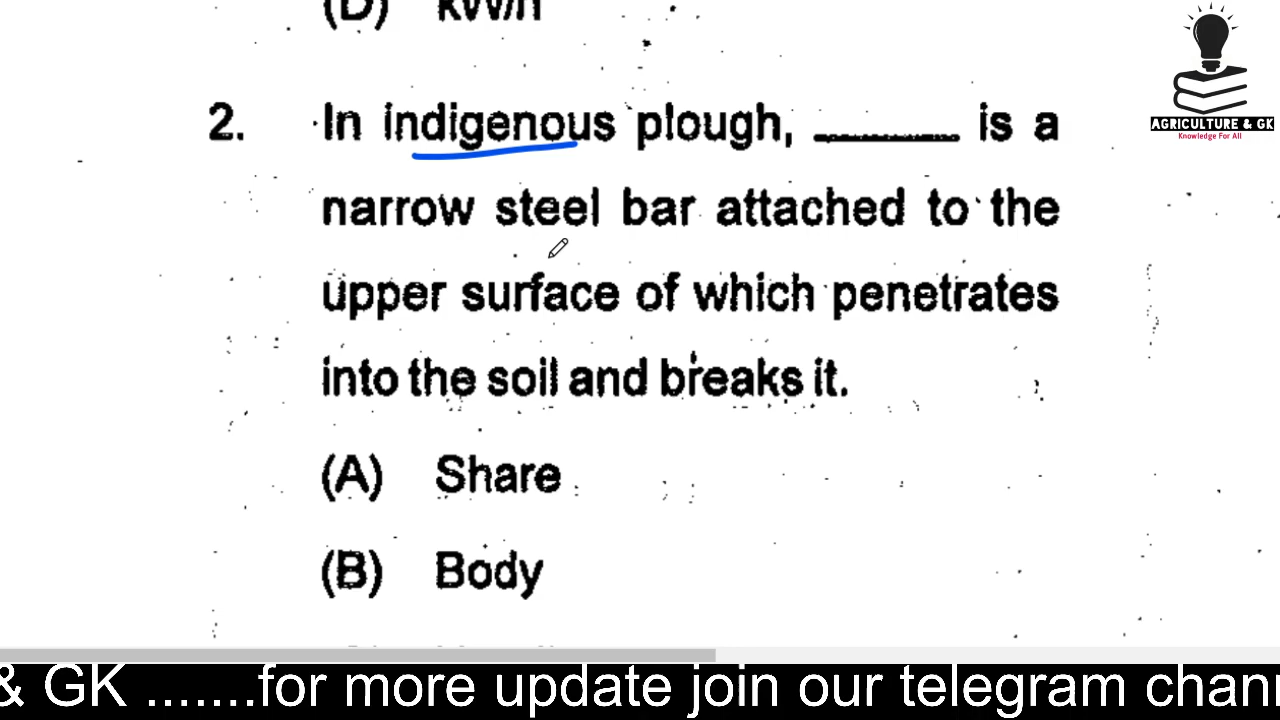 (D) kW/h
AGRICULTURE & GK
Knowledge For All
2. In indigenous plough, ________ is a
narrow steel bar attached to the
upper surface of which penetrates
into the soil and breaks it.
(A) Share
(B) Body
& GK .......for more update join our telegram chann